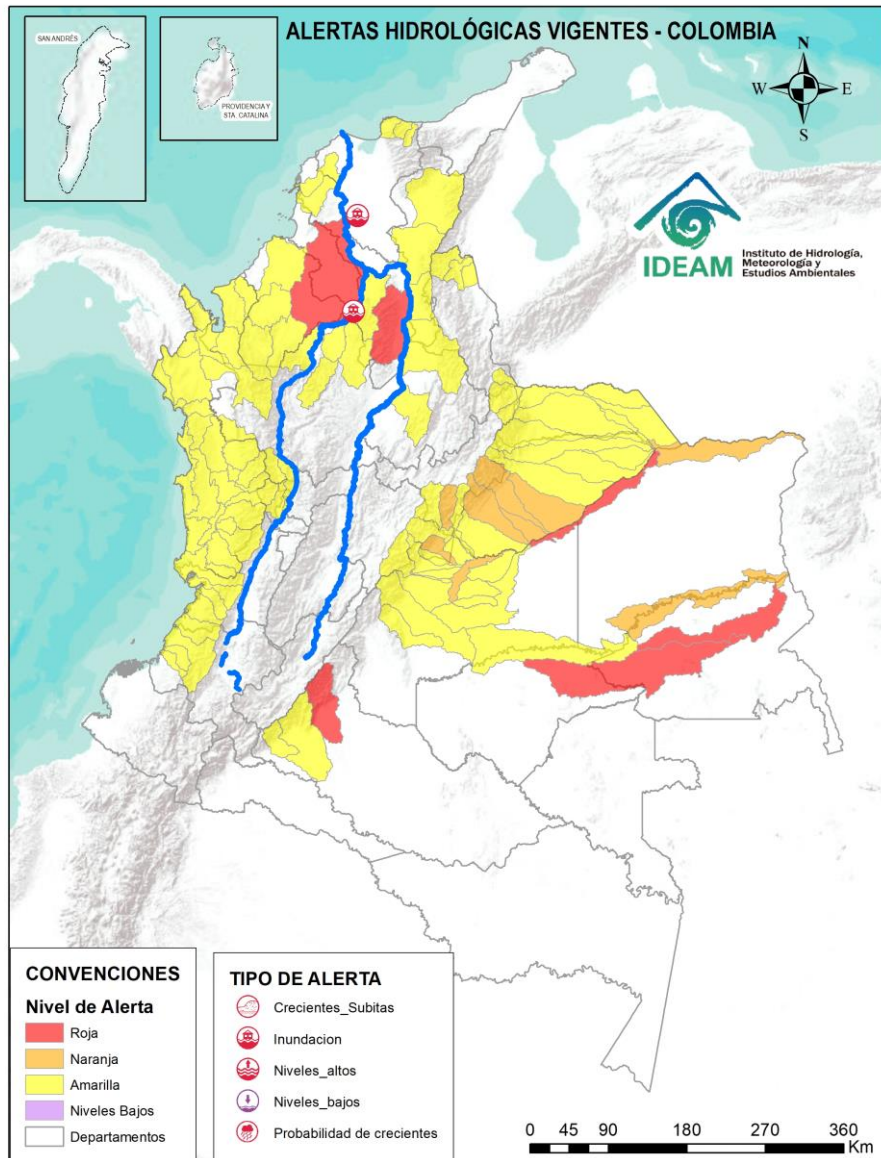 ALERTAS HIDROLÓGICAS VIGENTES - COLOMBIA
SAN ANDRÉS
PROVIDENCIA Y
STA. CATALINA
N
W
E
S
IDEAM
Instituto de Hidrología,
Meteorología y
Estudios Ambientales
CONVENCIONES
Nivel de Alerta
Roja
Naranja
Amarilla
Niveles Bajos
Departamentos
TIPO DE ALERTA
Crecientes_Subitas
Inundacion
Niveles_altos
Niveles_bajos
Probabilidad de crecientes
0 45 90 180 270 360
Km